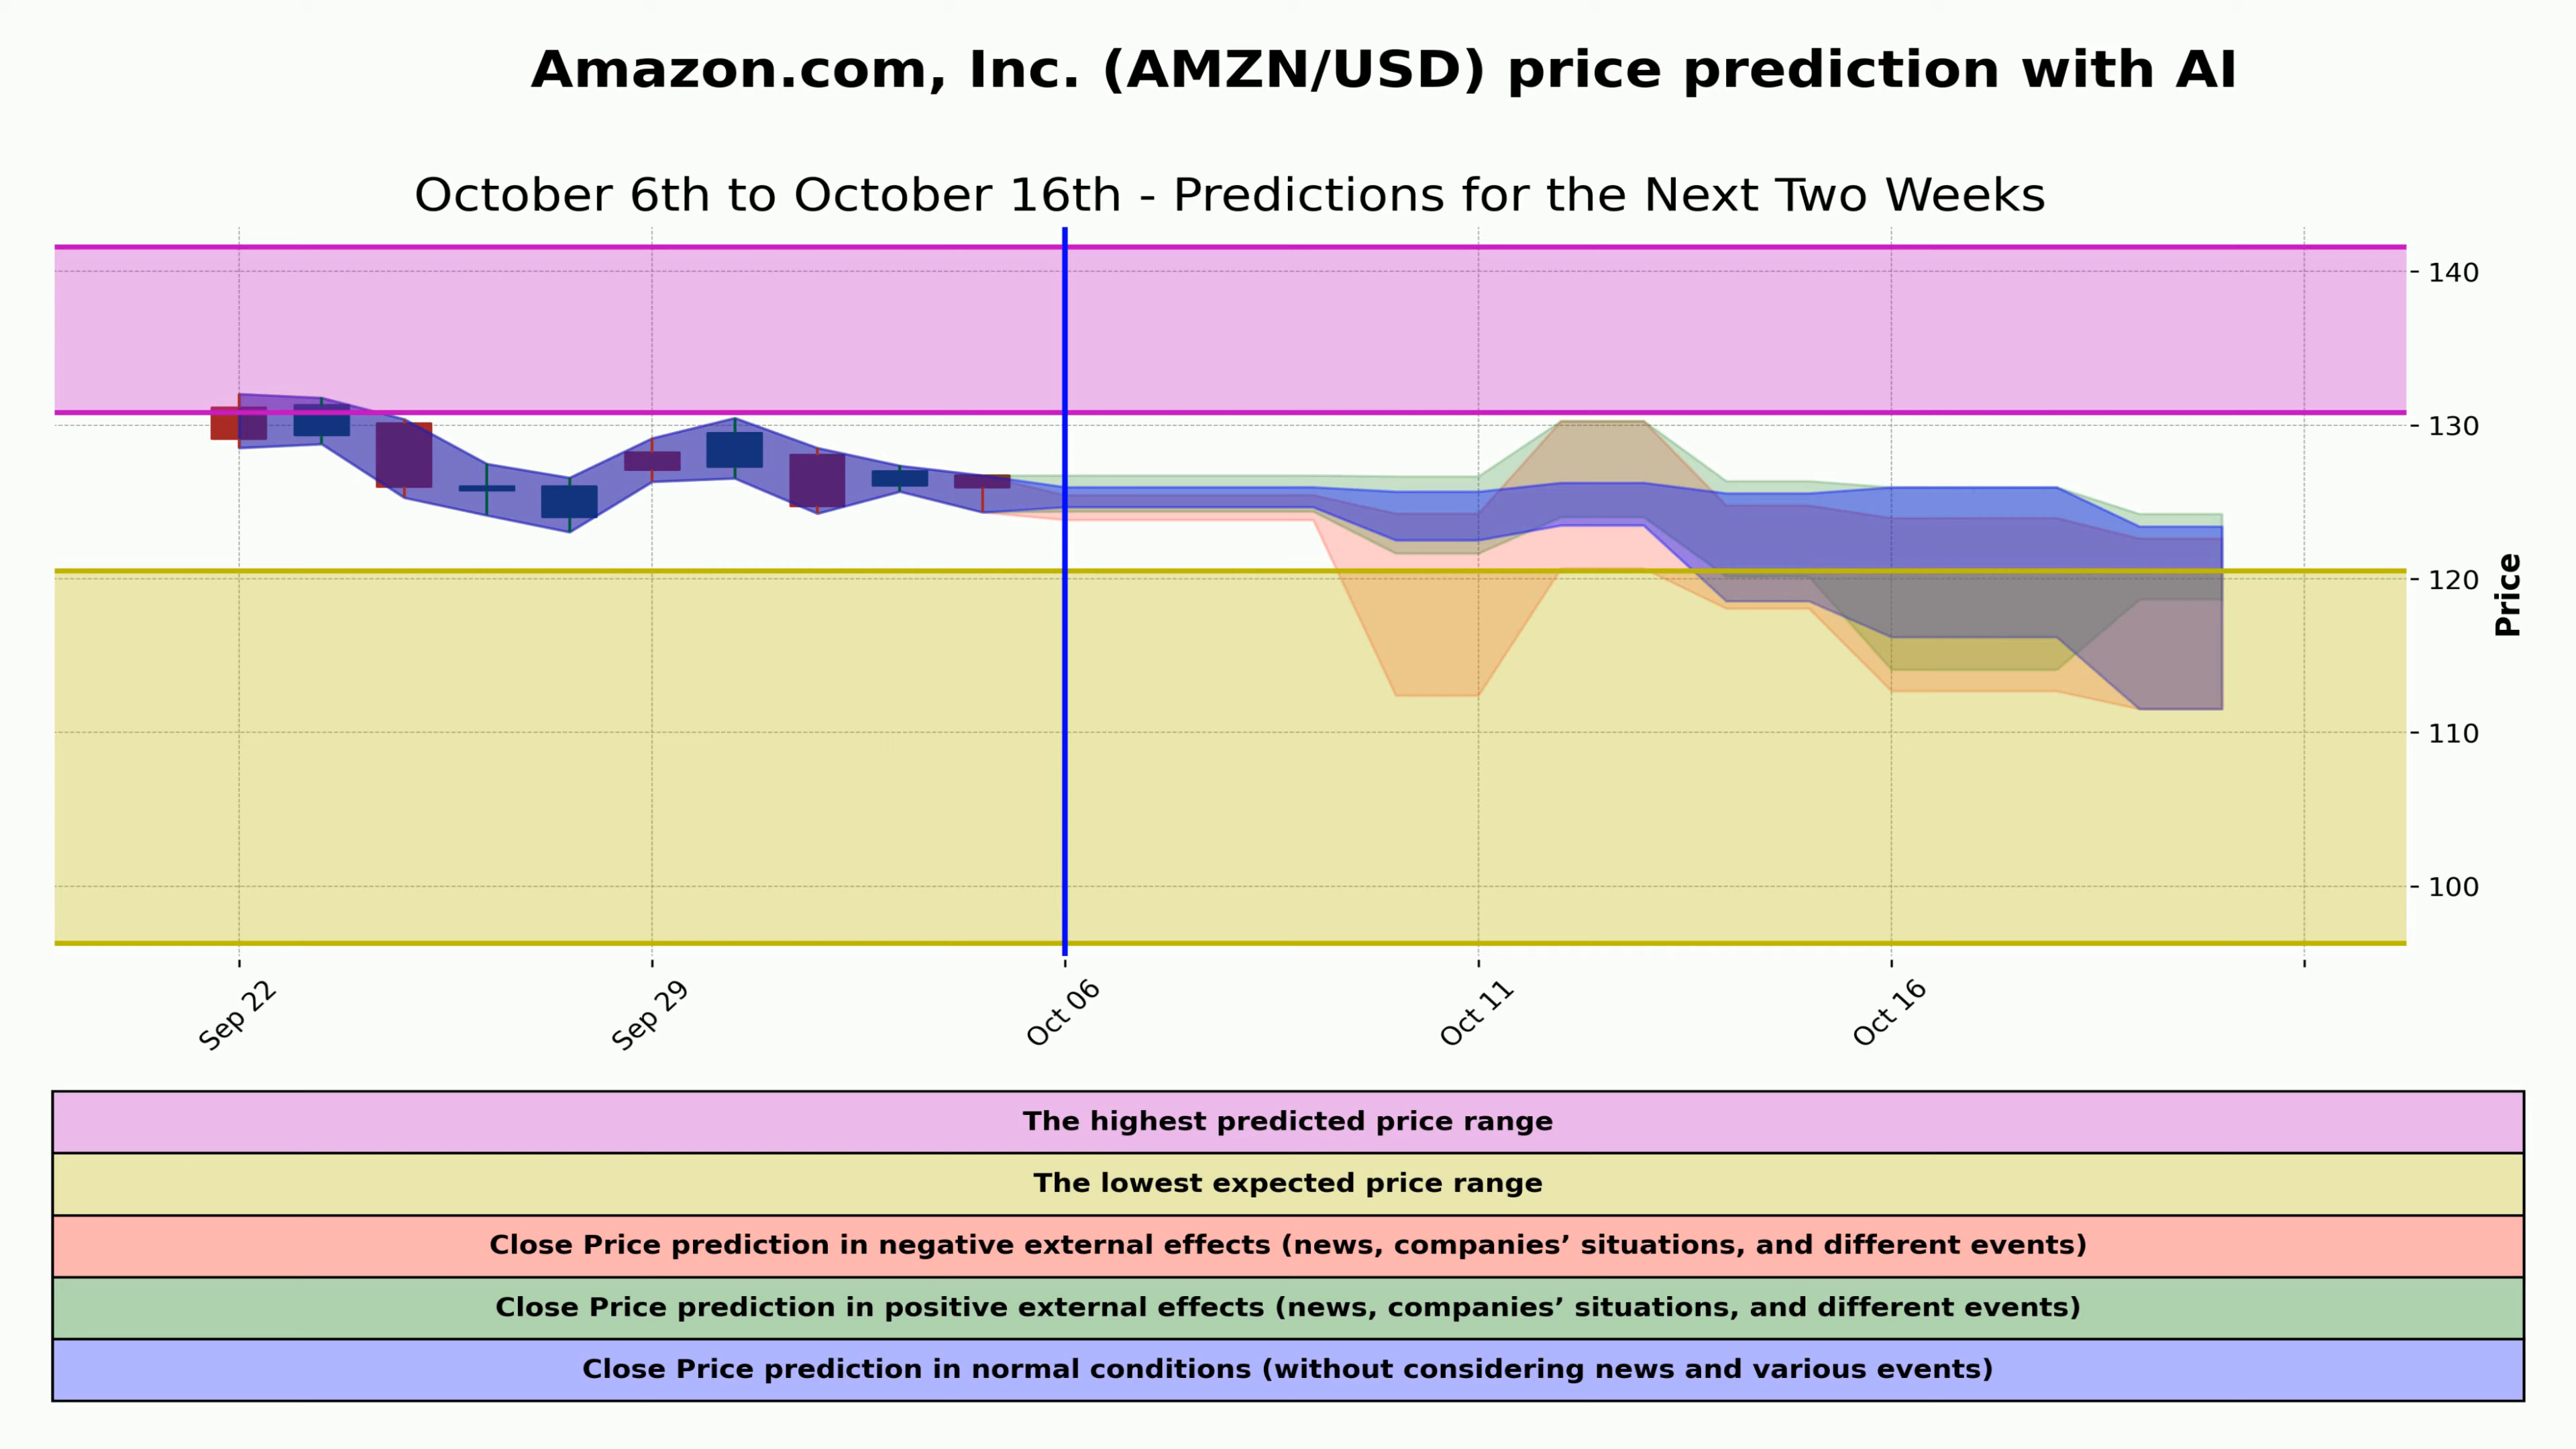 Amazon.com, Inc. (AMZN/USD) price prediction with AI
October 6th to October 16th - Predictions for the Next Two Weeks
140
130
120
110
100
Price
Sep 22
Sep 29
Oct 06
Oct 11
Oct 16
The highest predicted price range
The lowest expected price range
Close Price prediction in negative external effects (news, companies’ situations, and different events)
Close Price prediction in positive external effects (news, companies’ situations, and different events)
Close Price prediction in normal conditions (without considering news and various events)